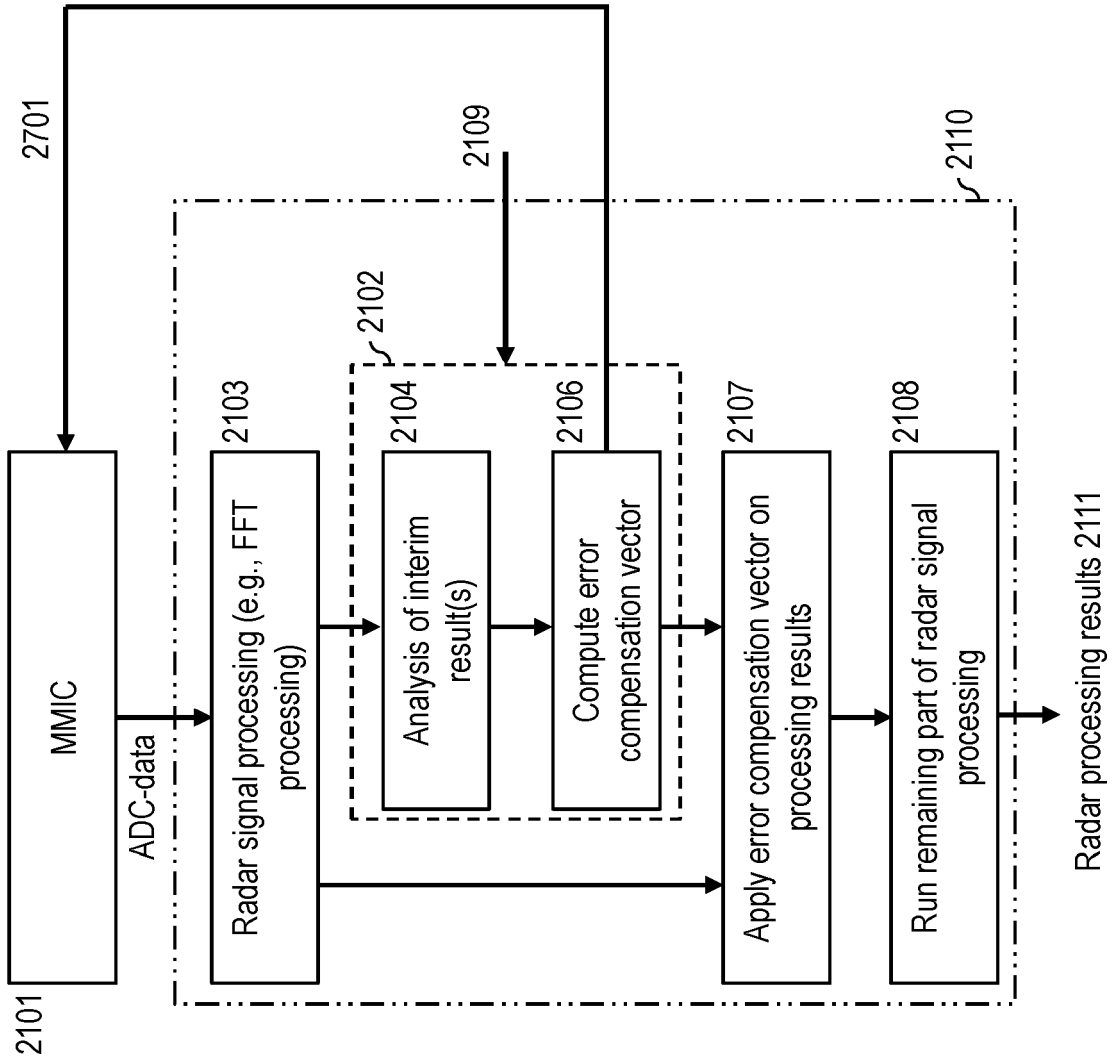 2701
2101
MMIC
ADC-data
2109
2110
2102
2103
Radar signal processing (e.g., FFT
processing)
2104
Analysis of interim
result(s)
2106
Compute error
compensation vector
2107
Apply error compensation vector on
processing results
2108
Run remaining part of radar signal
processing
Radar processing results 2111